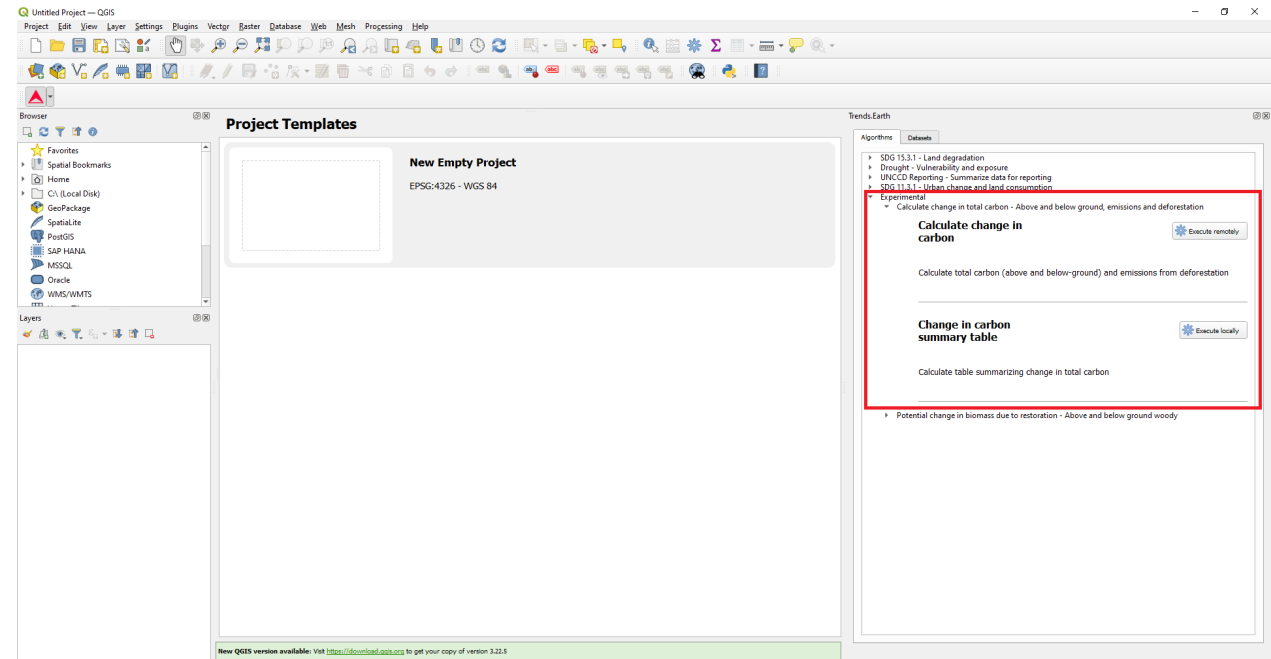 Untitled Project — QGIS
Project Edit View Layer Settings Plugins Vector Raster Database Web Mesh Processing Help
Browser
Favorites
Spatial Bookmarks
Home
C:\ (Local Disk)
GeoPackage
SpatiaLite
PostGIS
SAP HANA
MSSQL
Oracle
WMS/WMTS
Layers
Project Templates
New Empty Project
EPSG:4326 - WGS 84
New QGIS version available: Visit https://download.qgis.org to get your copy of version 3.22.5
Trends.Earth
Algorithms Datasets
SDG 15.3.1 - Land degradation
Drought - Vulnerability and exposure
UNCCD Reporting - Summarize data for reporting
SDG 11.3.1 - Urban change and land consumption
Experimental
Calculate change in total carbon - Above and below ground, emissions and deforestation
Calculate change in
carbon
Execute remotely
Calculate total carbon (above and below-ground) and emissions from deforestation
Change in carbon
summary table
Execute locally
Calculate table summarizing change in total carbon
Potential change in biomass due to restoration - Above and below ground woody